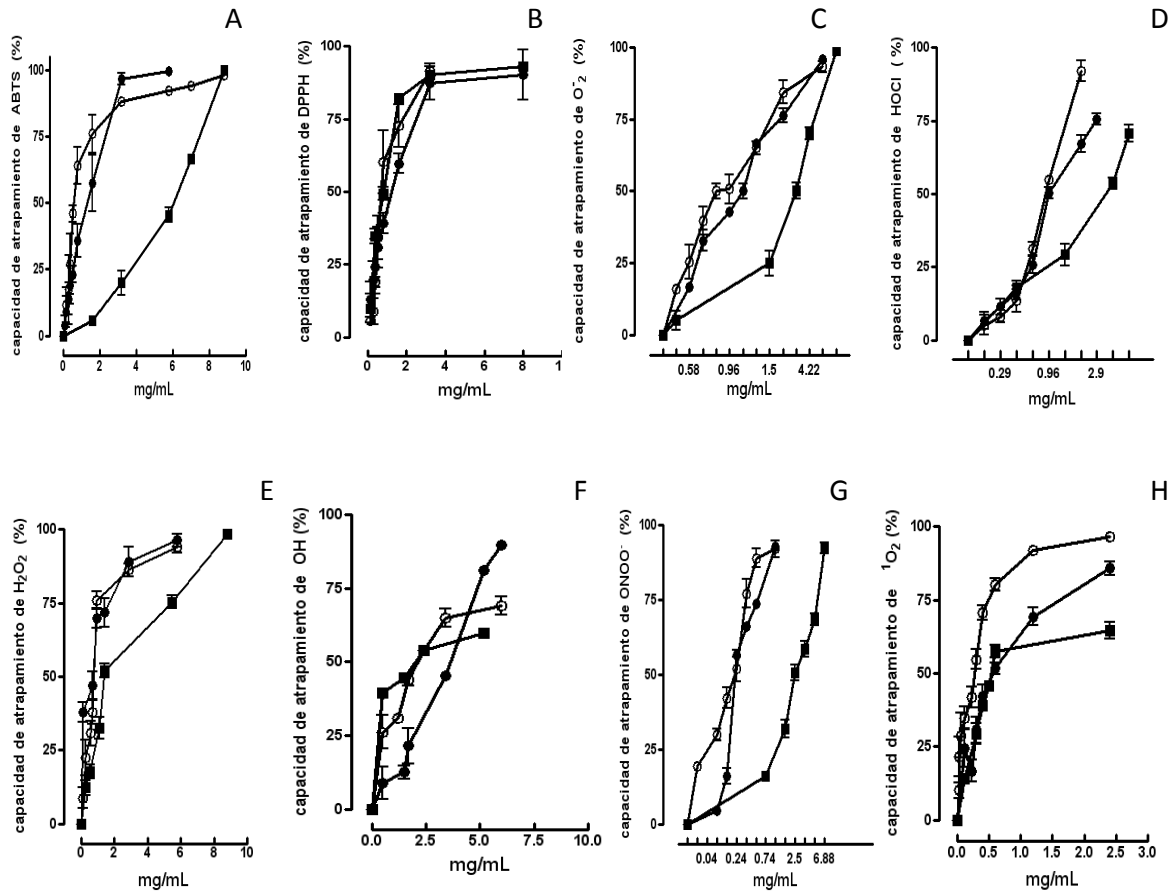 A
B
C
D
capacidad de atrapamiento de ABTS (%)
100
75
50
25
0
0 2 4 6 8 10
mg/mL
capacidad de atrapamiento de DPPH (%)
100
75
50
25
0
0 2 4 6 8 1
mg/mL
capacidad de atrapamiento de O⁻₂ (%)
100
75
50
25
0
0.58 0.96 1.5 4.22
mg/mL
capacidad de atrapamiento de HOCl (%)
100
75
50
25
0
0.29 0.96 2.9
mg/mL
E
F
G
H
capacidad de atrapamiento de H₂O₂ (%)
100
75
50
25
0
0 2 4 6 8 10
mg/mL
capacidad de atrapamiento de OH (%)
100
75
50
25
0
0.0 2.5 5.0 7.5 10.0
mg/mL
capacidad de atrapamiento de ONOO⁻ (%)
100
75
50
25
0
0.04 0.24 0.74 2.5 6.88
mg/mL
capacidad de atrapamiento de ¹O₂ (%)
100
75
50
25
0
0.0 0.5 1.0 1.5 2.0 2.5 3.0
mg/mL